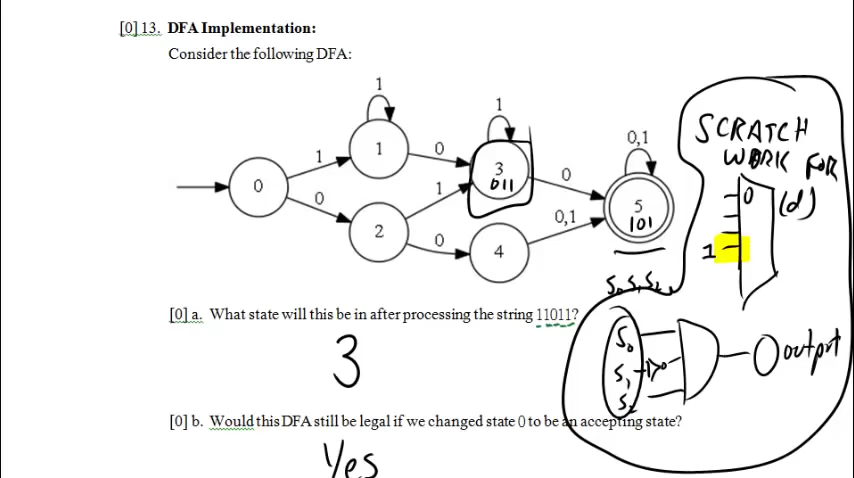 [0] 13. DFA Implementation:
Consider the following DFA:
1
1
0,1
1
0
1
0
2
1
0
3
011
4
1
0
0,1
5
101
S0S1S2
SCRATCH
WORK FOR
(d)
0
1
[0] a. What state will this be in after processing the string 11011?
3
S0
S1
S2
output
[0] b. Would this DFA still be legal if we changed state 0 to be an accepting state?
Yes